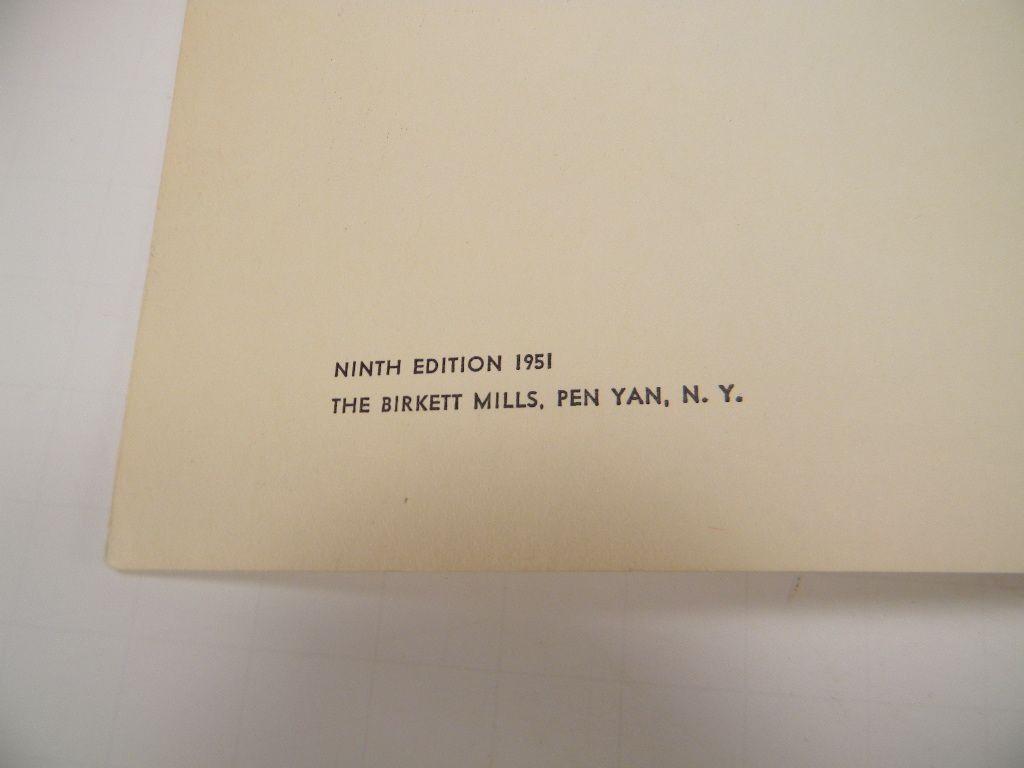 NINTH EDITION 1951
THE BIRKETT MILLS, PEN YAN, N. Y.